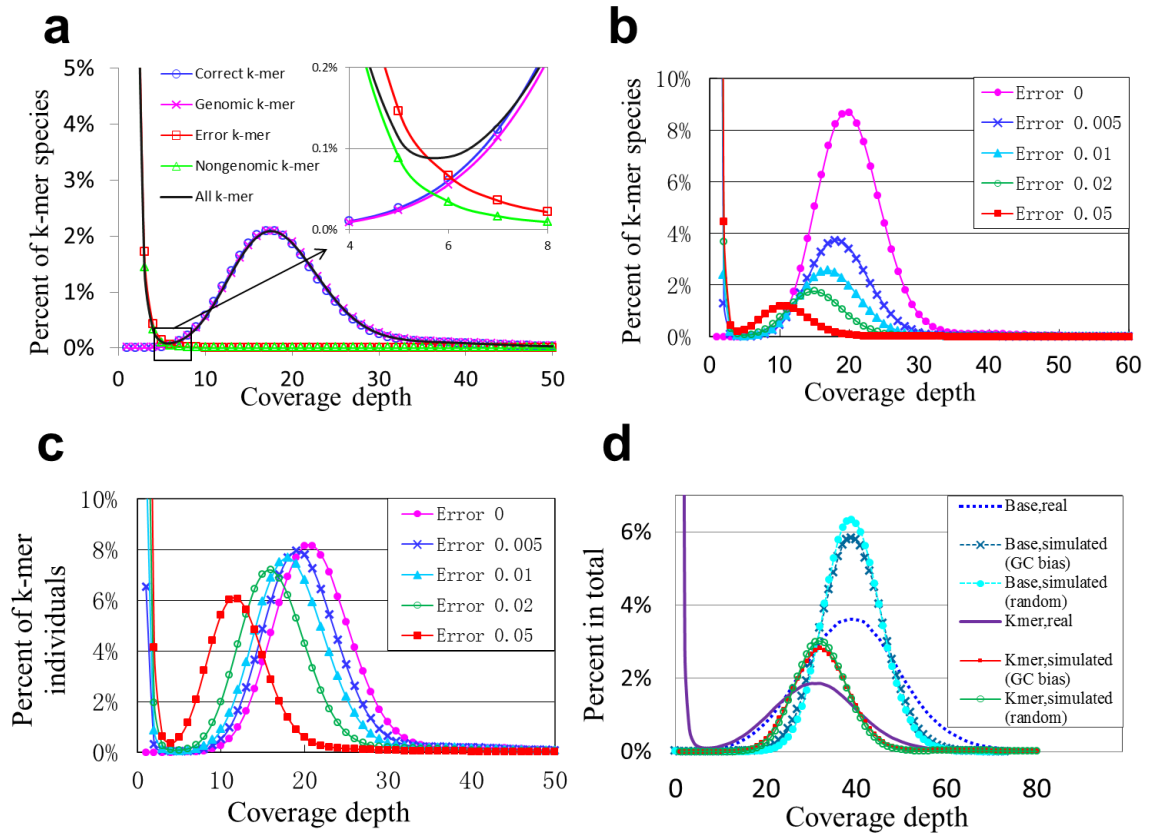 a
Percent of k-mer species
5%
4%
3%
2%
1%
0%
Correct k-mer
Genomic k-mer
Error k-mer
Nongenomic k-mer
All k-mer
0.2%
0.1%
0.0%
4 6 8
0 10 20 30 40 50
Coverage depth
b
Percent of k-mer species
10%
8%
6%
4%
2%
0%
Error 0
Error 0.005
Error 0.01
Error 0.02
Error 0.05
0 10 20 30 40 50 60
Coverage depth
c
Percent of k-mer
individuals
10%
8%
6%
4%
2%
0%
Error 0
Error 0.005
Error 0.01
Error 0.02
Error 0.05
0 10 20 30 40 50
Coverage depth
d
Percent in total
6%
4%
2%
0%
Base,real
Base,simulated
(GC bias)
Base,simulated
(random)
Kmer,real
Kmer,simulated
(GC bias)
Kmer,simulated
(random)
0 20 40 60 80
Coverage depth